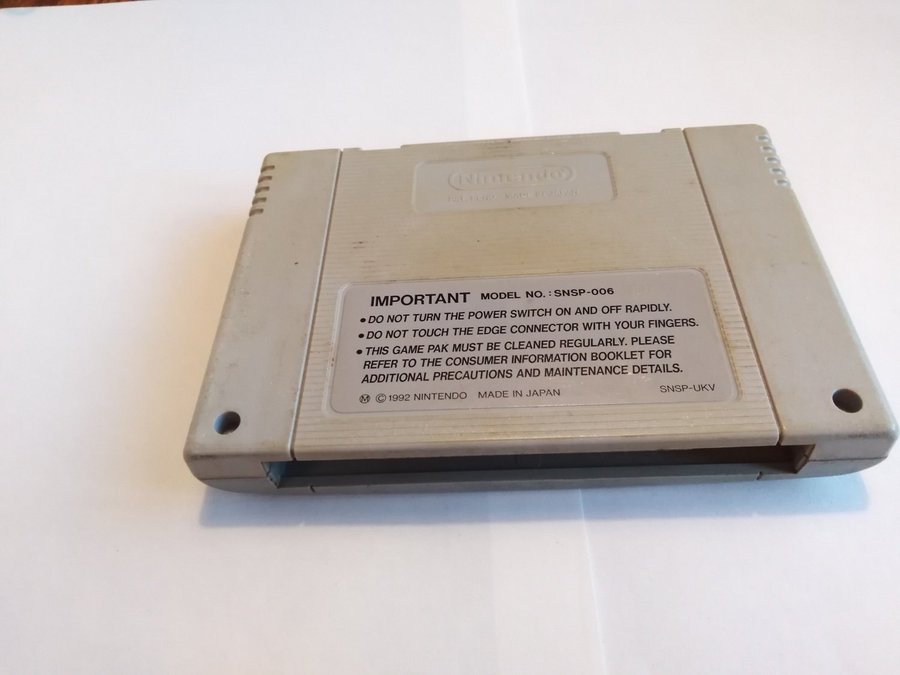 Nintendo
IMPORTANT MODEL NO.: SNSP-006
• DO NOT TURN THE POWER SWITCH ON AND OFF RAPIDLY.
• DO NOT TOUCH THE EDGE CONNECTOR WITH YOUR FINGERS.
• THIS GAME PAK MUST BE CLEANED REGULARLY. PLEASE
REFER TO THE CONSUMER INFORMATION BOOKLET FOR
ADDITIONAL PRECAUTIONS AND MAINTENANCE DETAILS.
Ⓜ © 1992 NINTENDO MADE IN JAPAN SNSP-UKV